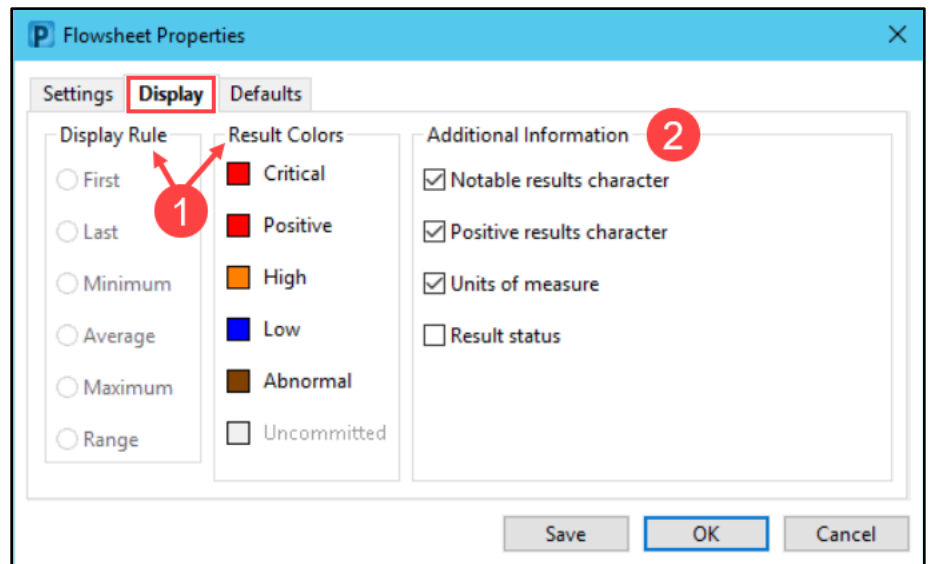 P Flowsheet Properties
Settings Display Defaults
Display Rule
First
Last
Minimum
Average
Maximum
Range
1
Result Colors
Critical
Positive
High
Low
Abnormal
Uncommitted
Additional Information 2
Notable results character
Positive results character
Units of measure
Result status
Save OK Cancel